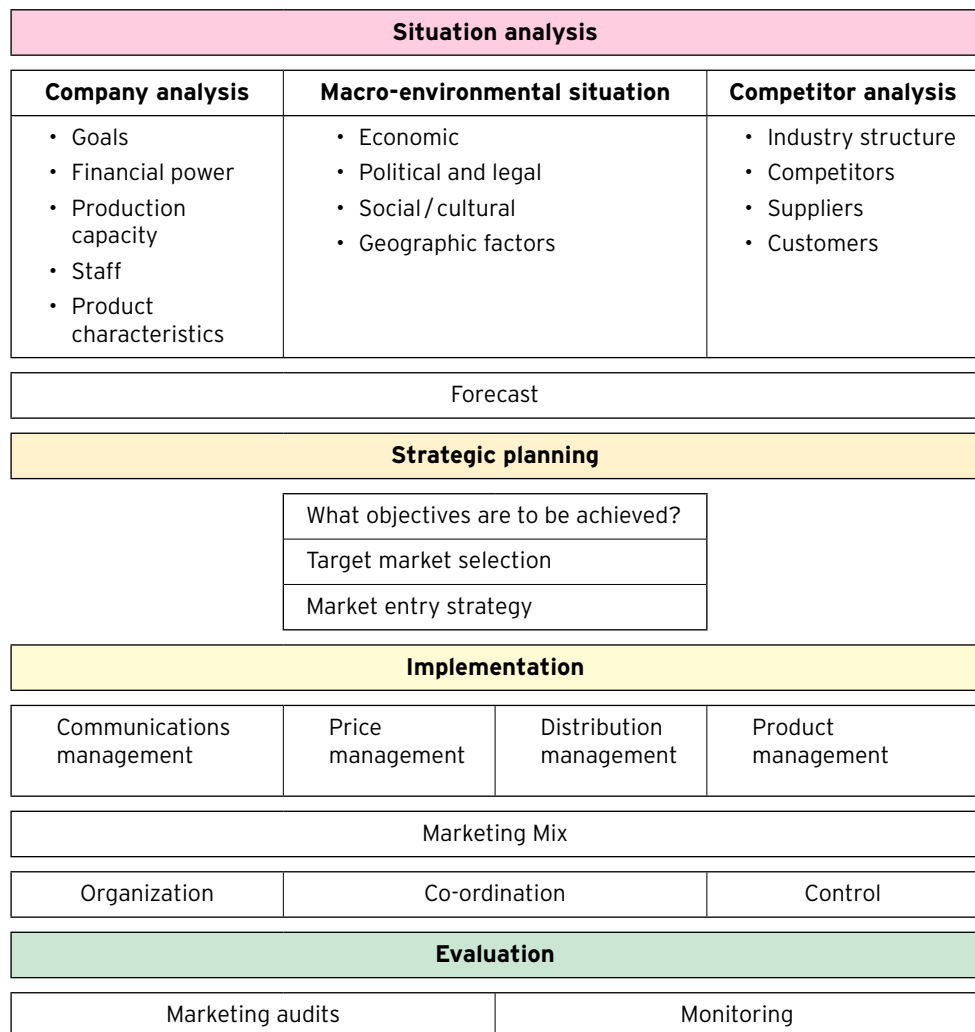 Situation analysis
Company analysis
• Goals
• Financial power
• Production
capacity
• Staff
• Product
characteristics
Macro-environmental situation
• Economic
• Political and legal
• Social / cultural
• Geographic factors
Competitor analysis
• Industry structure
• Competitors
• Suppliers
• Customers
Forecast
Strategic planning
What objectives are to be achieved?
Target market selection
Market entry strategy
Implementation
Communications
management
Price
management
Distribution
management
Product
management
Marketing Mix
Organization
Co-ordination
Control
Evaluation
Marketing audits
Monitoring